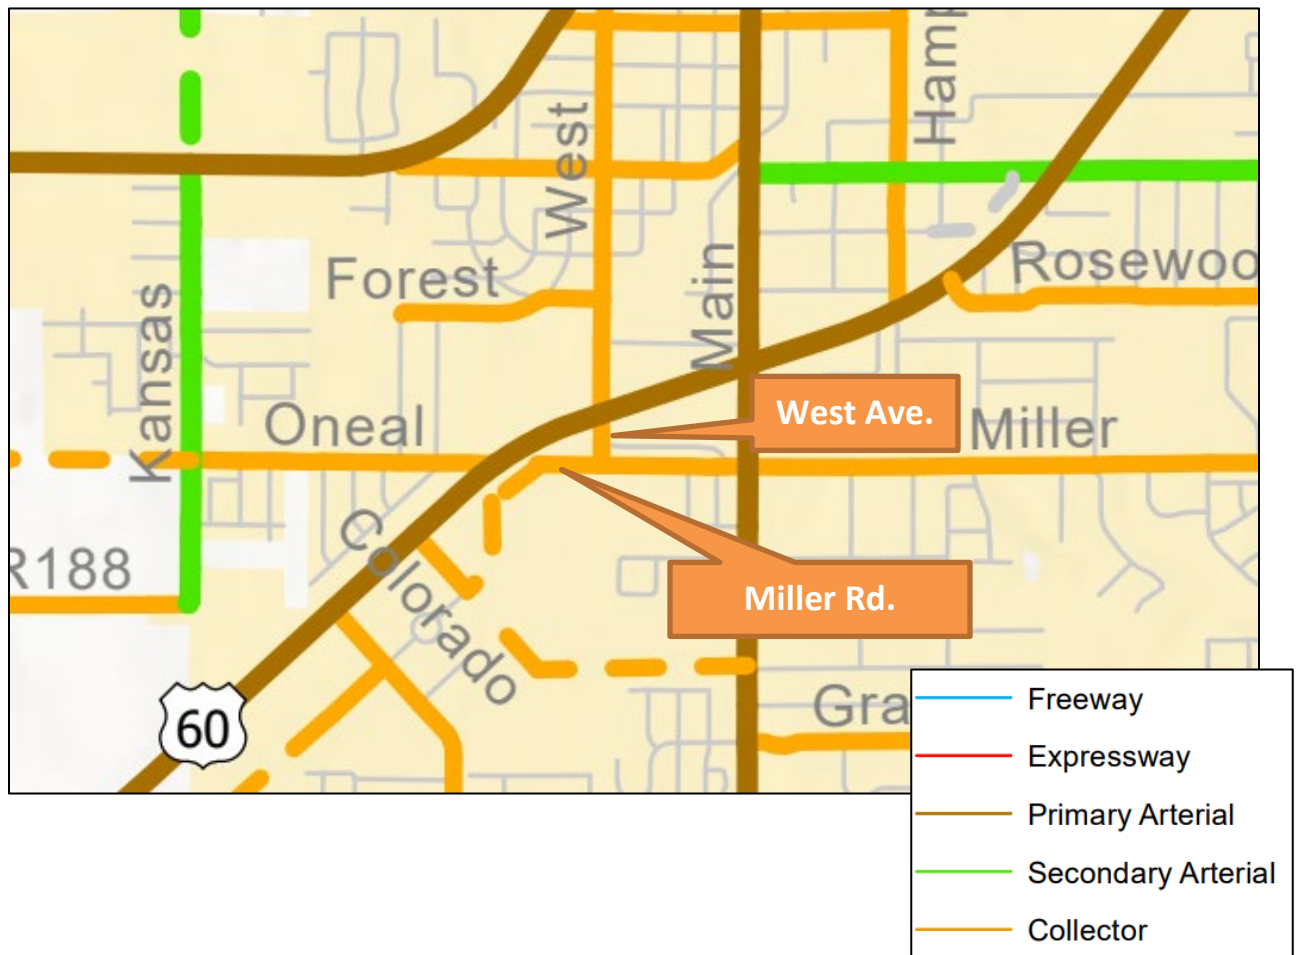 Hamp
West
Main
Forest
Rosewoo
Kansas
Oneal
West Ave.
Miller
Colorado
R188
Miller Rd.
60
Gra
Freeway
Expressway
Primary Arterial
Secondary Arterial
Collector